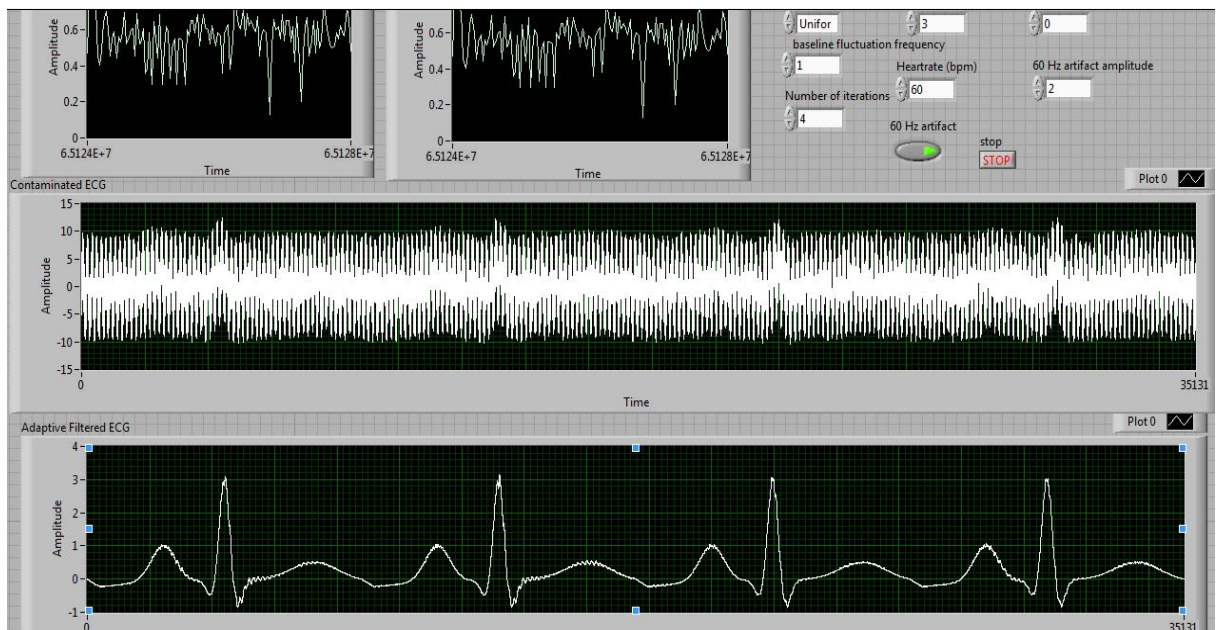 0.6-
0.4-
0.2-
0-
Amplitude
6.5124E+7
6.5128E+7
Time
0.6-
0.4-
0.2-
0-
Amplitude
6.5124E+7
6.5128E+7
Time
Unifor
3
0
baseline fluctuation frequency
1
Heartrate (bpm)
60
60 Hz artifact amplitude
2
Number of iterations
4
60 Hz artifact
stop
STOP
Contaminated ECG
Plot 0
15-
10-
5-
0-
-5-
-10-
-15-
Amplitude
0
35131
Time
Adaptive Filtered ECG
Plot 0
4-
3-
2-
1-
0-
-1-
Amplitude
0
35131